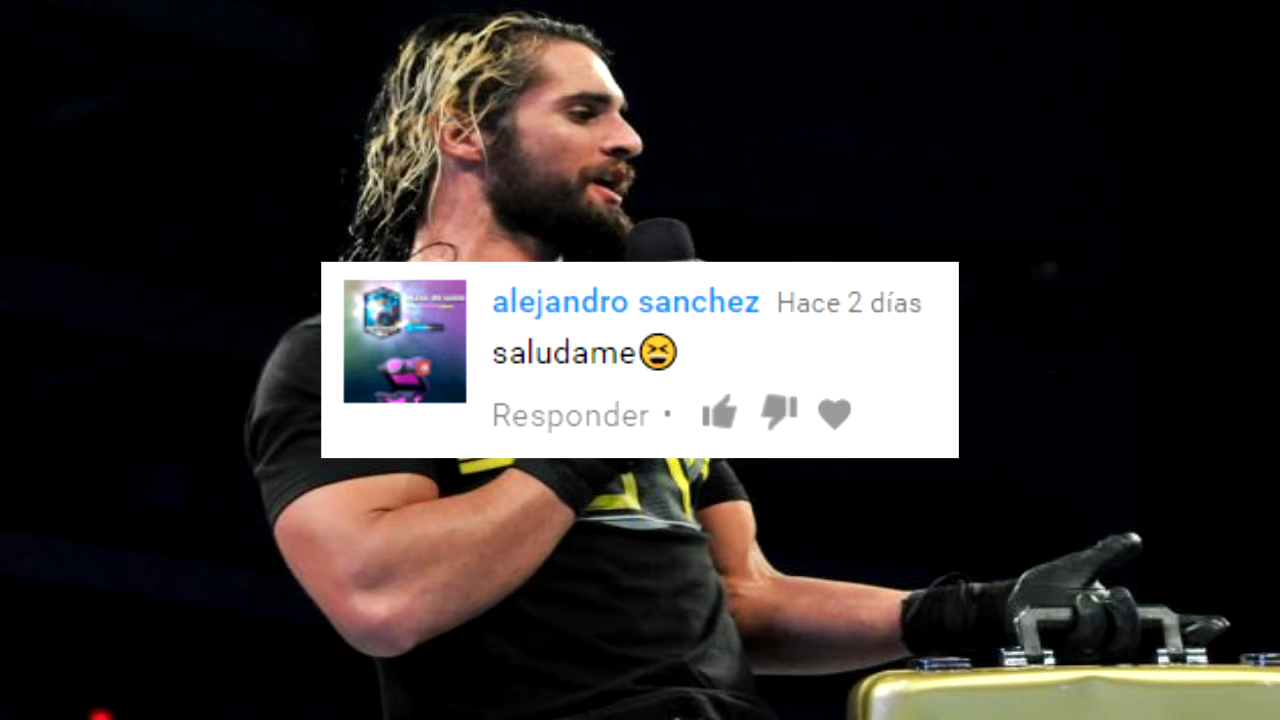 alejandro sanchez Hace 2 días
saludame😆
Responder •